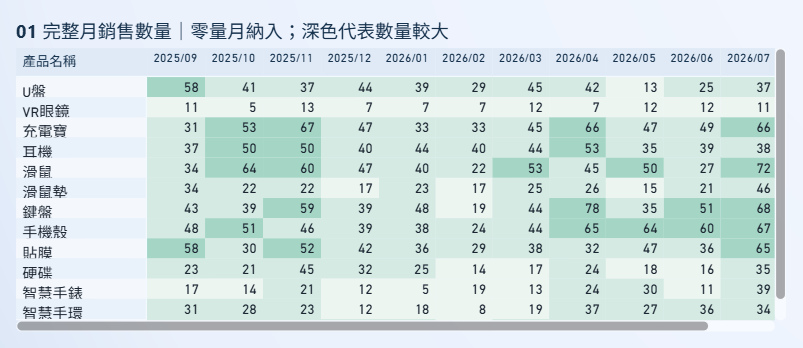 01 完整月銷售數量｜零量月納入；深色代表數量較大
產品名稱 2025/09 2025/10 2025/11 2025/12 2026/01 2026/02 2026/03 2026/04 2026/05 2026/06 2026/07
U盤 58 41 37 44 39 29 45 42 13 25 37
VR眼鏡 11 5 13 7 7 7 12 7 12 12 11
充電寶 31 53 67 47 33 33 45 66 47 49 66
耳機 37 50 50 40 44 40 44 53 35 39 38
滑鼠 34 64 60 47 40 22 53 45 50 27 72
滑鼠墊 34 22 22 17 23 17 25 26 15 21 46
鍵盤 43 39 59 39 48 19 44 78 35 51 68
手機殼 48 51 46 39 38 24 44 65 64 60 67
貼膜 58 30 52 42 36 29 38 32 47 36 65
硬碟 23 21 45 32 25 14 17 24 18 16 35
智慧手錶 17 14 21 12 5 19 13 24 30 11 39
智慧手環 31 28 23 12 18 8 19 37 27 36 34